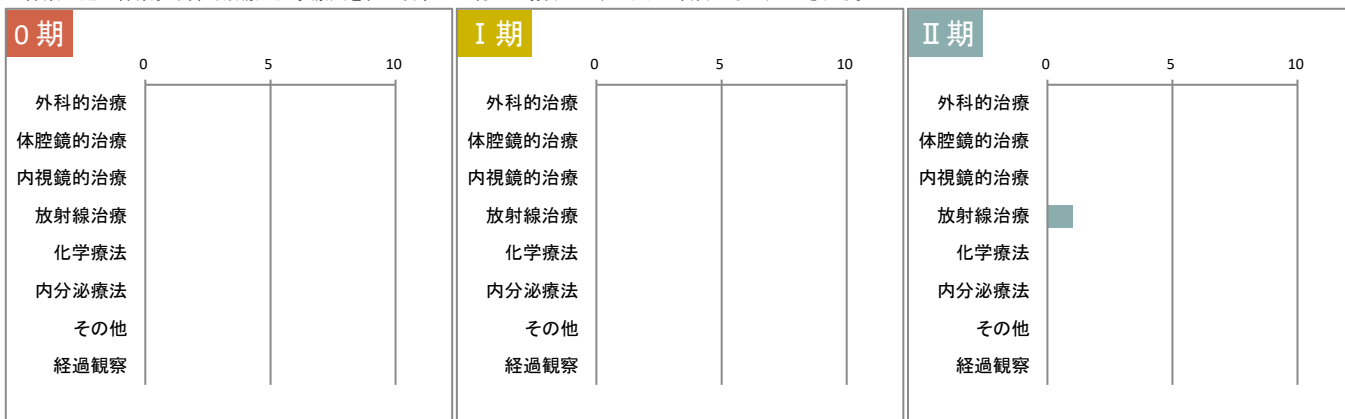 0期
0 5 10
外科的治療
体腔鏡的治療
内視鏡的治療
放射線治療
化学療法
内分泌療法
その他
経過観察
Ⅰ期
0 5 10
外科的治療
体腔鏡的治療
内視鏡的治療
放射線治療
化学療法
内分泌療法
その他
経過観察
Ⅱ期
0 5 10
外科的治療
体腔鏡的治療
内視鏡的治療
放射線治療
化学療法
内分泌療法
その他
経過観察